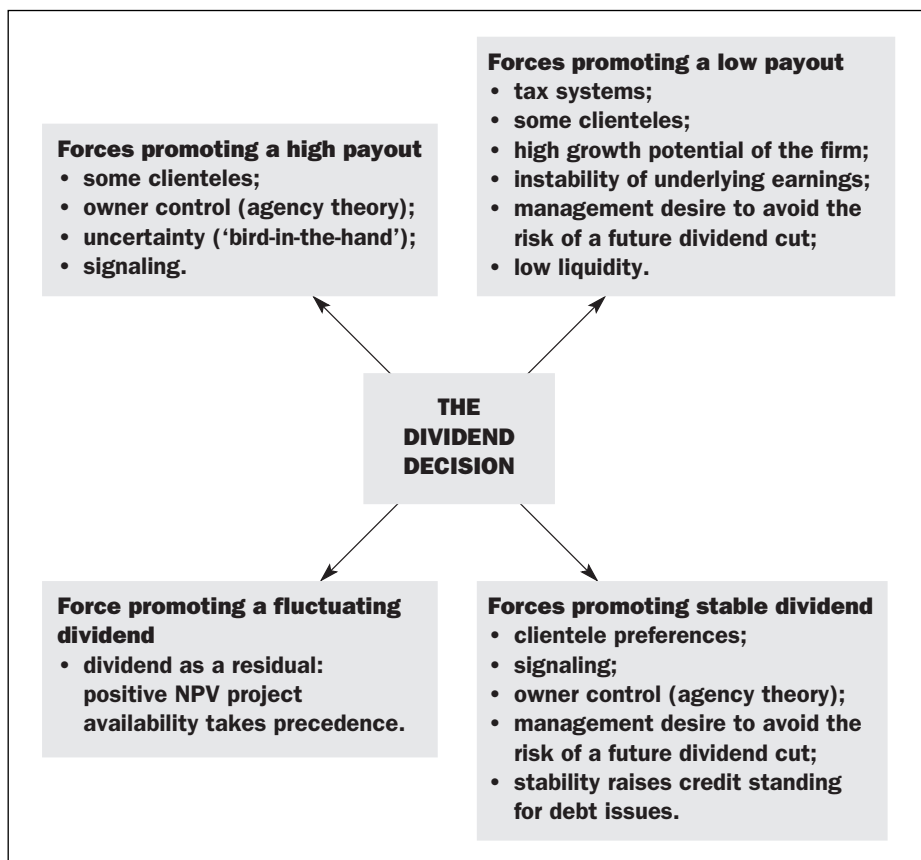 Forces promoting a high payout
• some clienteles;
• owner control (agency theory);
• uncertainty (‘bird-in-the-hand’);
• signaling.
Forces promoting a low payout
• tax systems;
• some clienteles;
• high growth potential of the firm;
• instability of underlying earnings;
• management desire to avoid the
risk of a future dividend cut;
• low liquidity.
THE
DIVIDEND
DECISION
Force promoting a fluctuating
dividend
• dividend as a residual:
positive NPV project
availability takes precedence.
Forces promoting stable dividend
• clientele preferences;
• signaling;
• owner control (agency theory);
• management desire to avoid the
risk of a future dividend cut;
• stability raises credit standing
for debt issues.